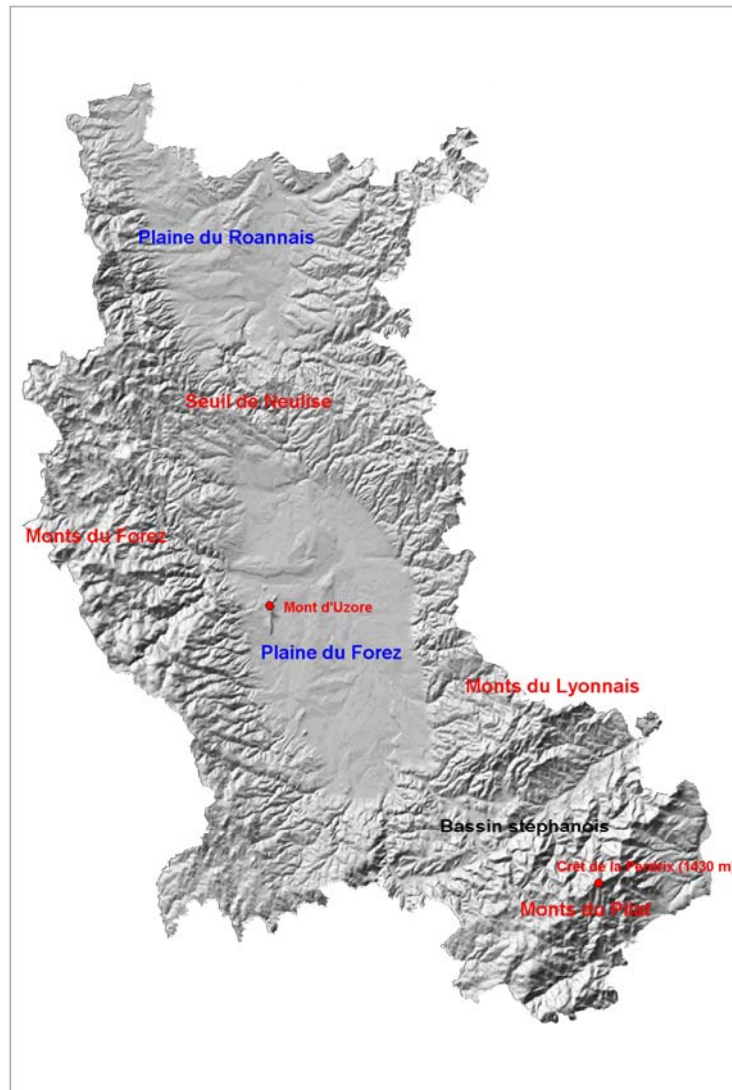 Plaine du Roannais
Seuil de Neulise
Monts du Forez
Mont d'Uzore
Plaine du Forez
Monts du Lyonnais
Bassin stéphanois
Crêt de la Perdrix (1430 m)
Monts du Pilat